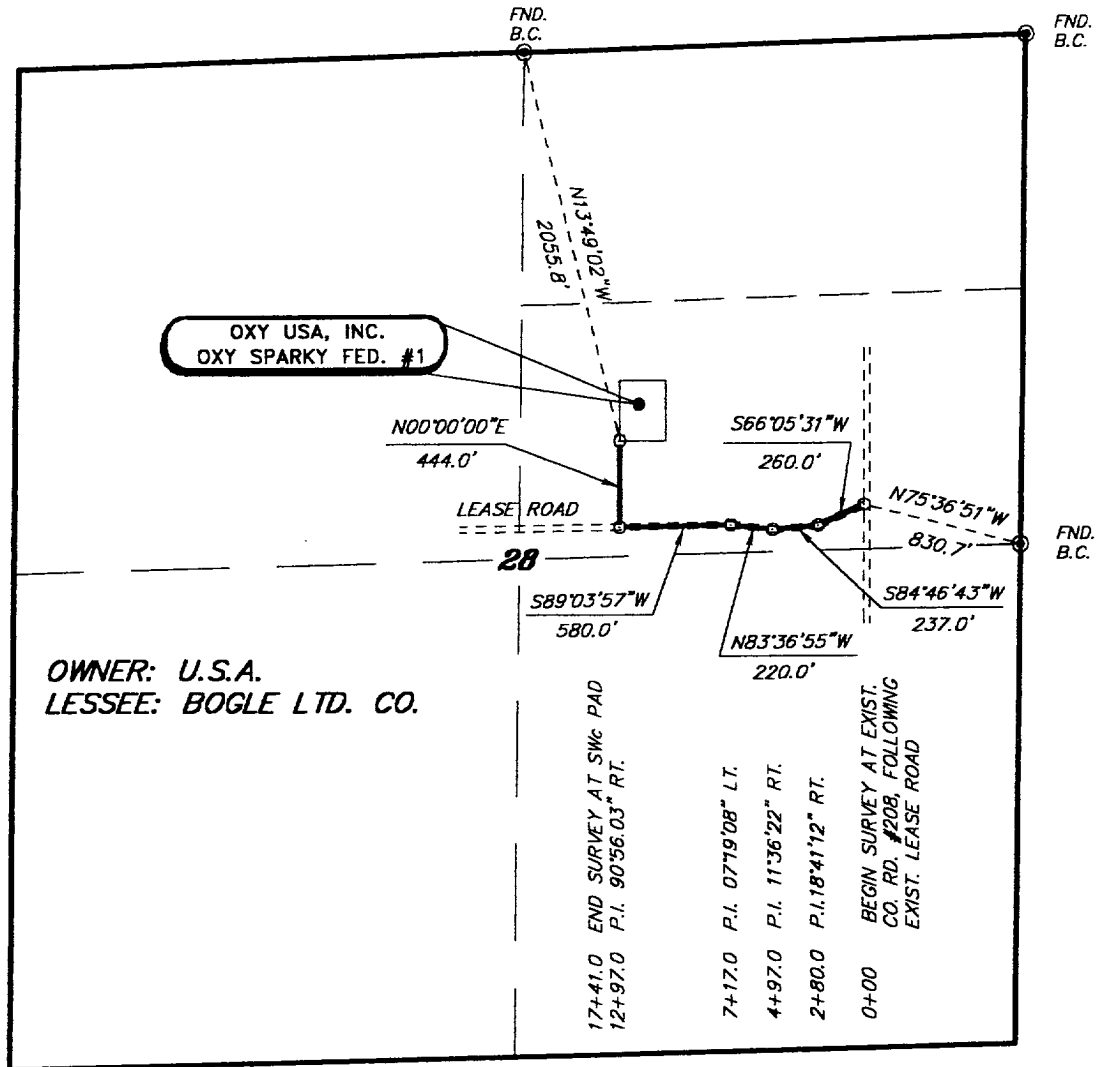 FND.
B.C.
FND.
B.C.
N13°49'02"W
2055.8'
OXY USA, INC.
OXY SPARKY FED. #1
N00°00'00"E
444.0'
S66°05'31"W
260.0'
LEASE ROAD
N75°36'51"W
830.7'
FND.
B.C.
28
S89°03'57"W
580.0'
S84°46'43"W
237.0'
N83°36'55"W
220.0'
OWNER: U.S.A.
LESSEE: BOGLE LTD. CO.
17+41.0 END SURVEY AT SWc PAD
12+97.0 P.I. 90°56.03" RT.
7+17.0 P.I. 07°19'08" LT.
4+97.0 P.I. 11°36'22" RT.
2+80.0 P.I.18°41'12" RT.
0+00 BEGIN SURVEY AT EXIST.
CO. RD. #208, FOLLOWING
EXIST. LEASE ROAD